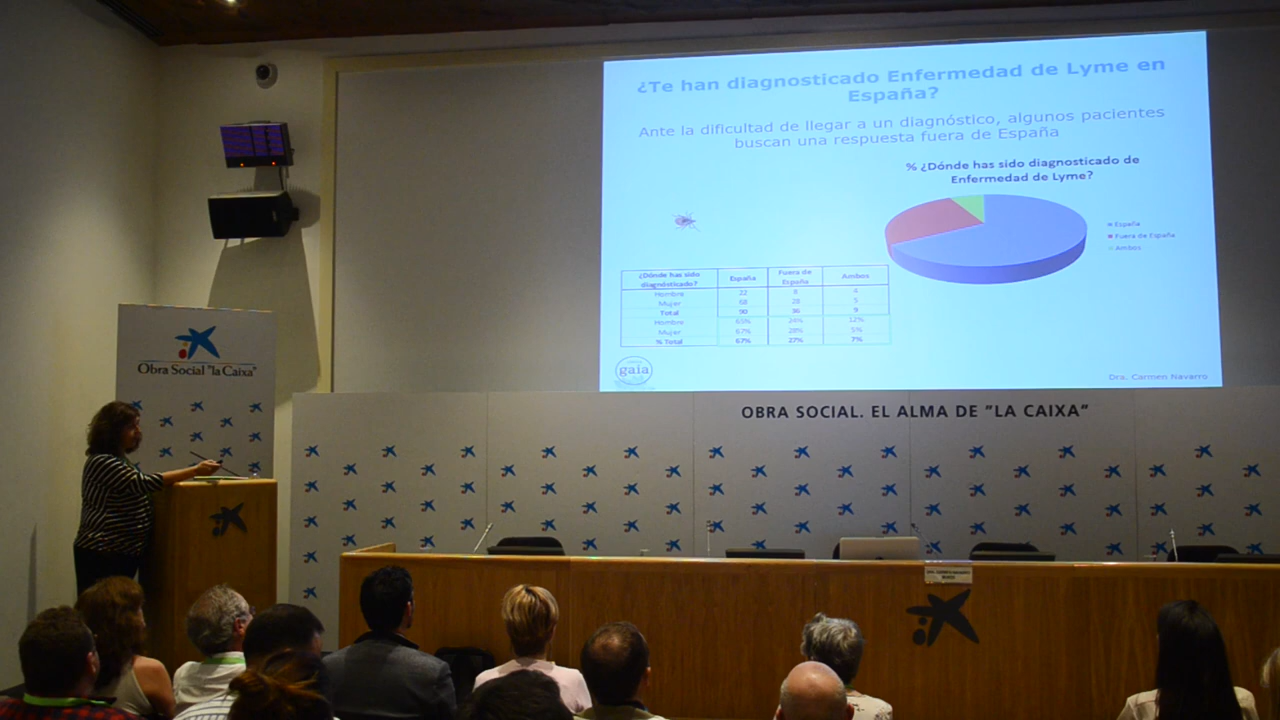 ¿Te han diagnosticado Enfermedad de Lyme en
España?
Ante la dificultad de llegar a un diagnóstico, algunos pacientes
buscan una respuesta fuera de España
% ¿Dónde has sido diagnosticado de
Enfermedad de Lyme?
España
Fuera de España
Ambos
¿Dónde has sido diagnósticado? España Fuera de España Ambos
Hombre 22 8 4
Mujer 68 28 5
Total 90 36 9
Hombre 65% 24% 12%
Mujer 67% 28% 5%
% Total 67% 27% 7%
gaia
Dra. Carmen Navarro
Obra Social "la Caixa"
OBRA SOCIAL. EL ALMA DE "LA CAIXA"